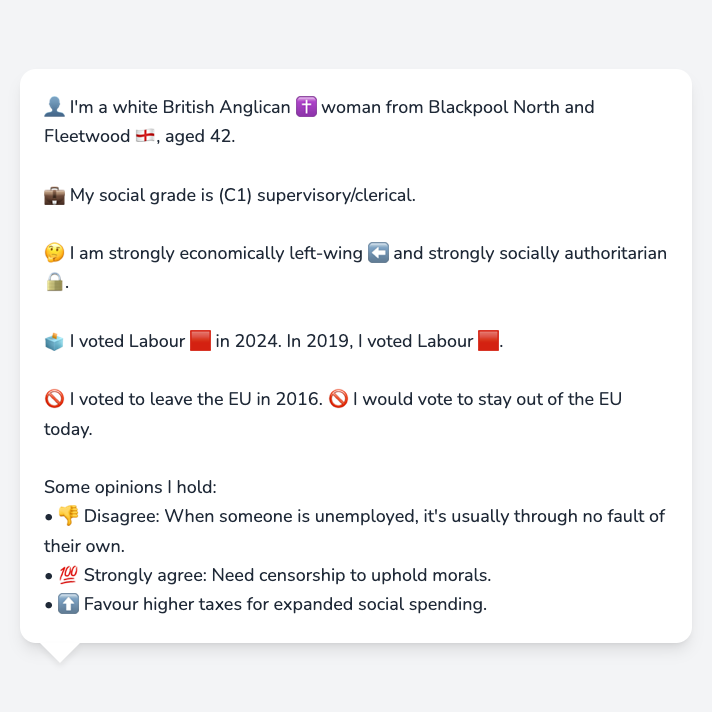 👤 I'm a white British Anglican ✝️ woman from Blackpool North and
Fleetwood 🏴󠁧󠁢󠁥󠁮󠁧󠁿, aged 42.
💼 My social grade is (C1) supervisory/clerical.
🤔 I am strongly economically left-wing ⬅️ and strongly socially authoritarian
🔒.
🗳️ I voted Labour 🟥 in 2024. In 2019, I voted Labour 🟥.
🚫 I voted to leave the EU in 2016. 🚫 I would vote to stay out of the EU
today.
Some opinions I hold:
• 👎 Disagree: When someone is unemployed, it's usually through no fault of
their own.
• 💯 Strongly agree: Need censorship to uphold morals.
• ⬆️ Favour higher taxes for expanded social spending.